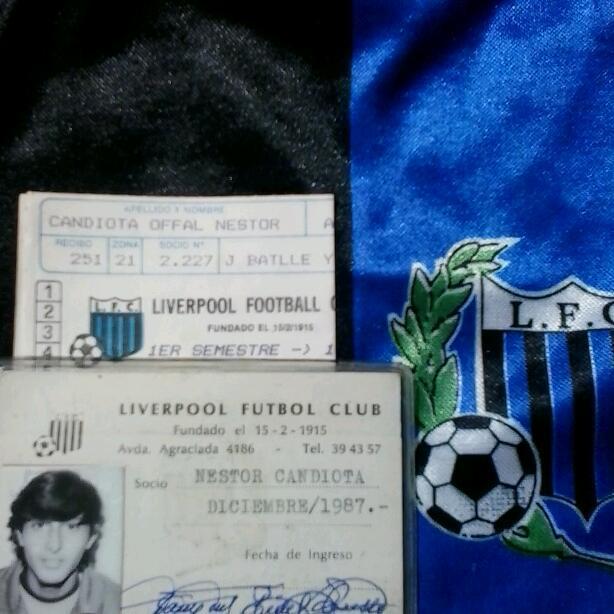 APELLIDO Y NOMBRE
CANDIOTA OFFAL NESTOR A
RECIBO ZONA SOCIO Nº
251 21 2.227 J BATLLE Y
1
2
3
4
L.F.C.
LIVERPOOL FOOTBALL
FUNDADO EL 15/2/1915
1ER SEMESTRE -> 1
L.F.C
LIVERPOOL FUTBOL CLUB
Fundado el 15-2-1915
Avda. Agraciada 4186 - Tel. 39 43 57
Socio NESTOR CANDIOTA
DICIEMBRE/1987.-
Fecha de Ingreso